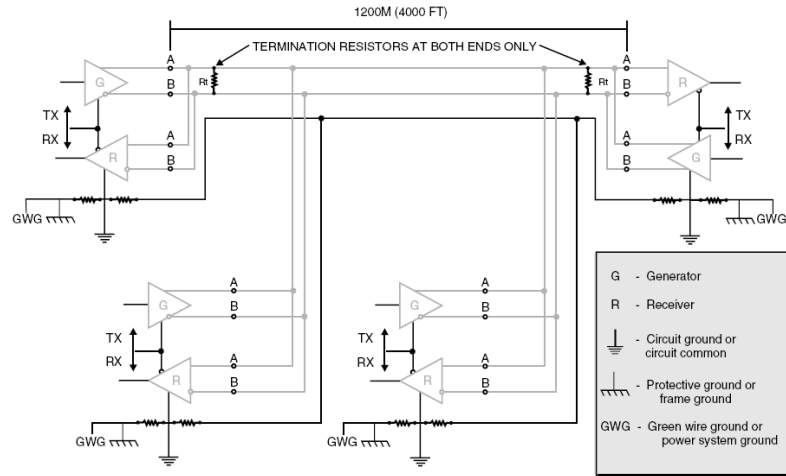 1200M (4000 FT)
TERMINATION RESISTORS AT BOTH ENDS ONLY
A
A
G
Rt
Rt
R
B
B
TX
TX
RX
A
A
RX
R
G
B
B
GWG
GWG
A
A
G
B
G
B
TX
TX
RX
A
RX
A
R
B
R
B
GWG
GWG
G - Generator
R - Receiver
- Circuit ground or
circuit common
- Protective ground or
frame ground
GWG - Green wire ground or
power system ground